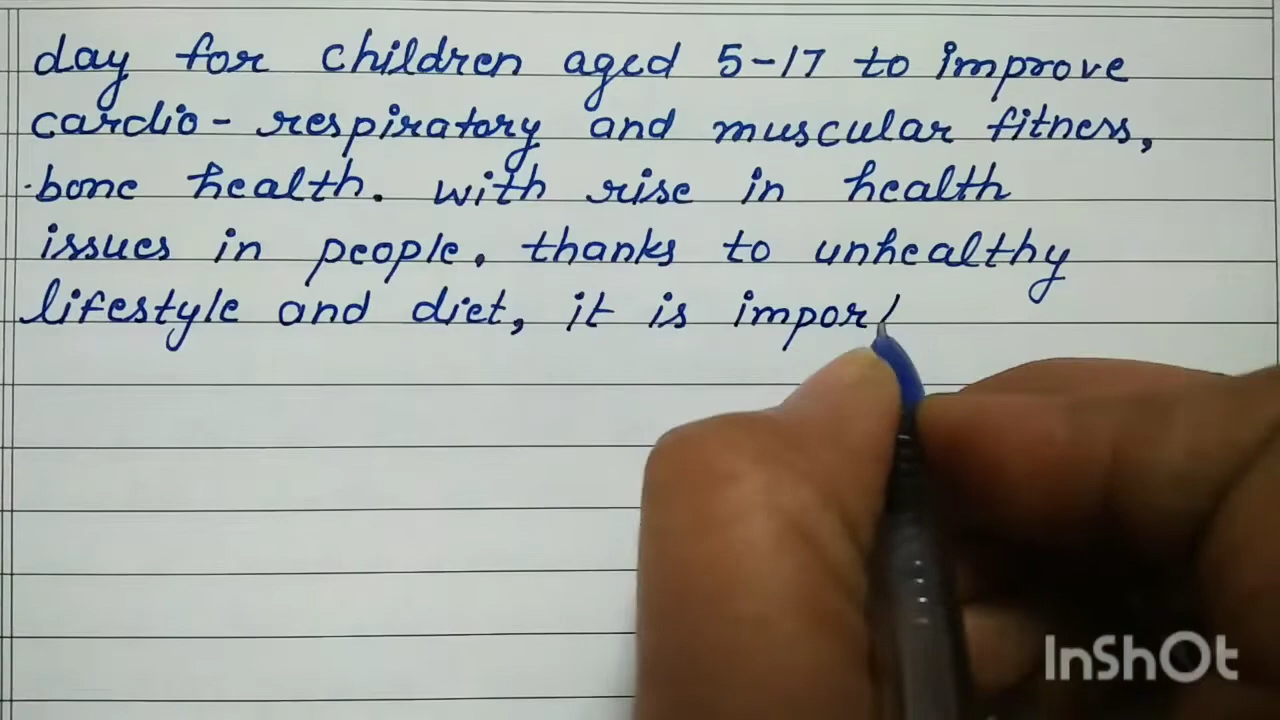 day for children aged 5-17 to improve
cardio-respiratory and muscular fitness,
bone health. with rise in health
issues in people. thanks to unhealthy
lifestyle and diet, it is impor
InShOt